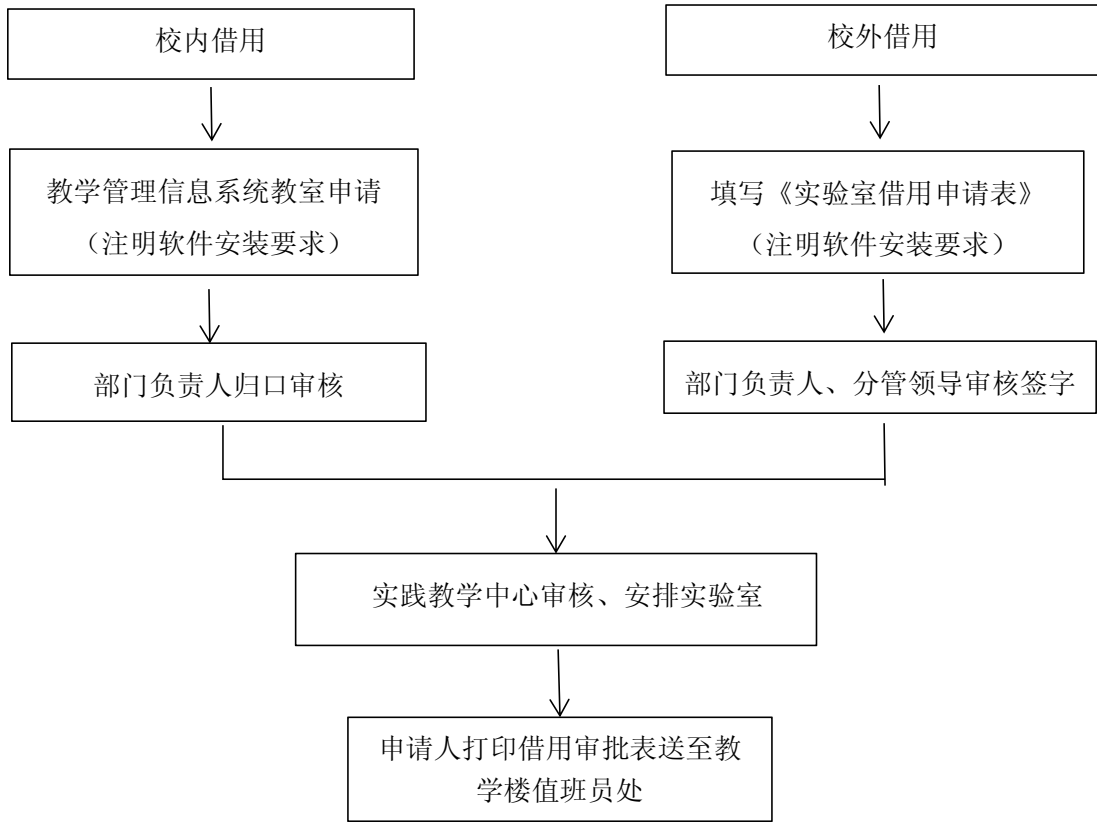 校内借用
校外借用
教学管理信息系统教室申请
（注明软件安装要求）
填写《实验室借用申请表》
（注明软件安装要求）
部门负责人归口审核
部门负责人、分管领导审核签字
实践教学中心审核、安排实验室
申请人打印借用审批表送至教
学楼值班员处